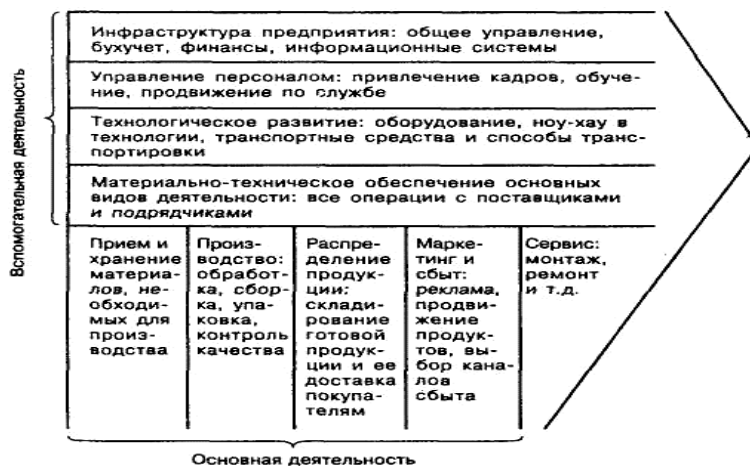 Вспомогательная деятельность
Инфраструктура предприятия: общее управление,
бухучет, финансы, информационные системы
Управление персоналом: привлечение кадров, обуче-
ние, продвижение по службе
Технологическое развитие: оборудование, ноу-хау в
технологии, транспортные средства и способы транс-
портировки
Материально-техническое обеспечение основных
видов деятельности: все операции с поставщиками
и подрядчиками
Прием и
хранение
материа-
лов, не-
обходи-
мых для
произ-
водства
Произ-
водство:
обработ-
ка, сбор-
ка, упа-
ковка,
контроль
качества
Распре-
деление
продук-
ции:
склади-
рование
готовой
продук-
ции и ее
доставка
покупа-
телям
Марке-
тинг и
сбыт:
реклама,
продви-
жение
продук-
тов, вы-
бор кана-
лов
сбыта
Сервис:
монтаж,
ремонт
и т.д.
Основная деятельность